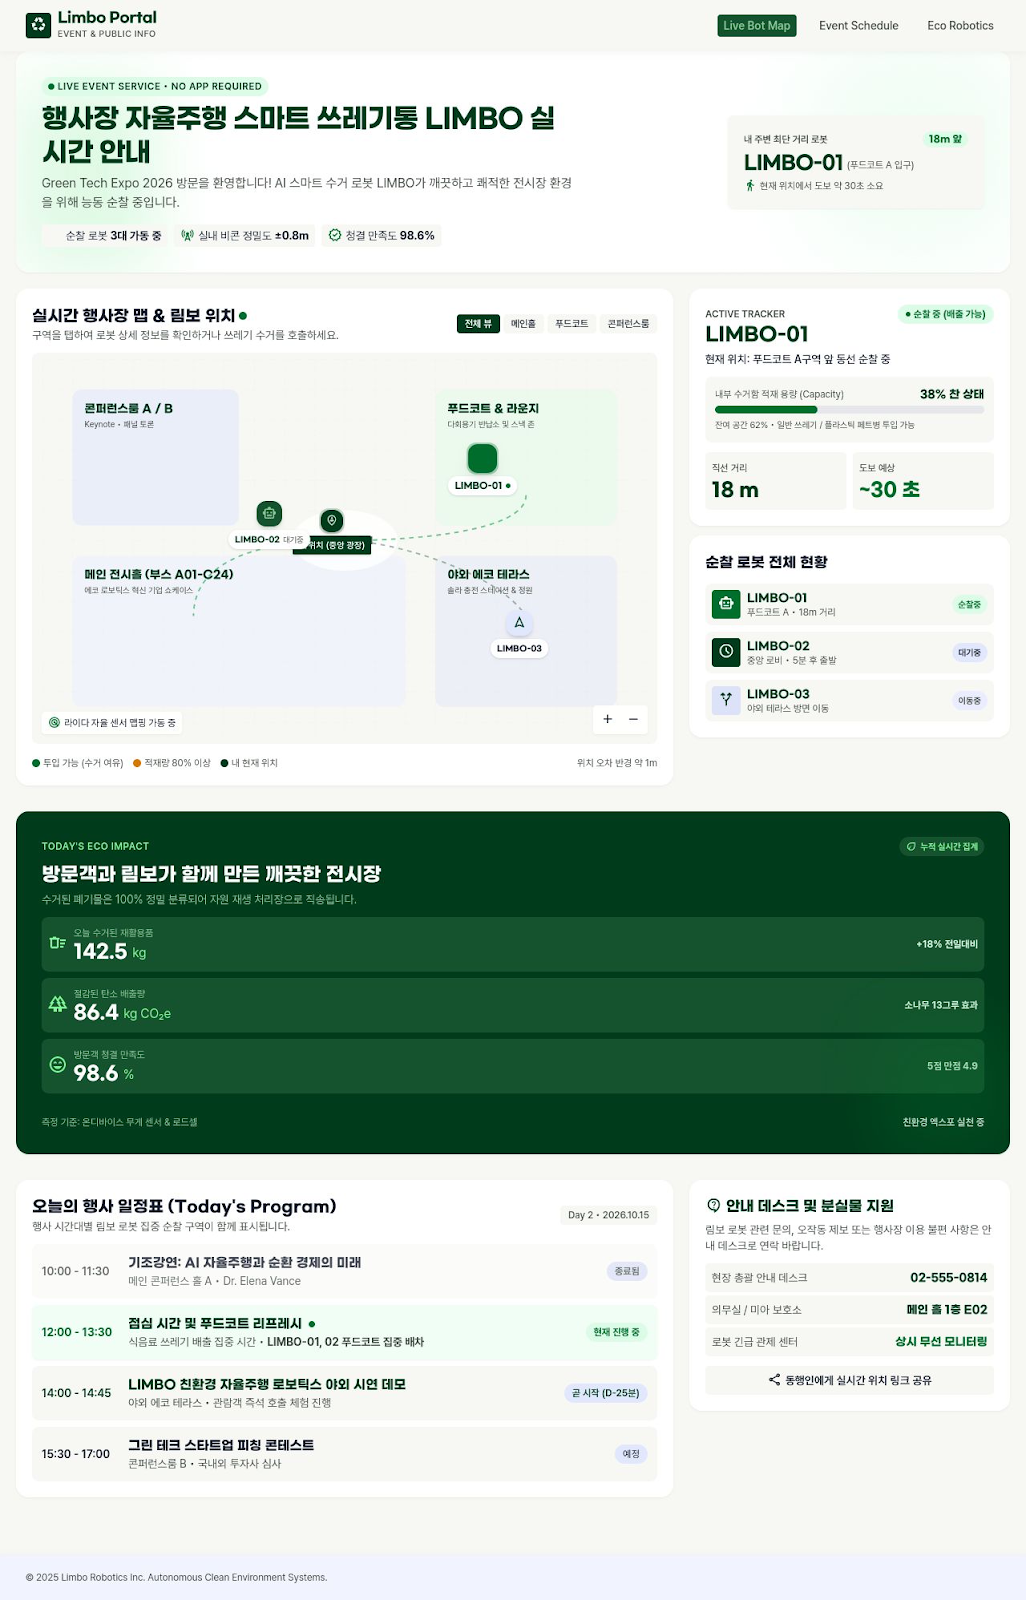 Limbo Portal
EVENT & PUBLIC INFO
Live Bot Map
Event Schedule
Eco Robotics
LIVE EVENT SERVICE • NO APP REQUIRED
행사장 자율주행 스마트 쓰레기통 LIMBO 실
시간 안내
Green Tech Expo 2026 방문을 환영합니다! AI 스마트 수거 로봇 LIMBO가 깨끗하고 쾌적한 전시장 환경
을 위해 능동 순찰 중입니다.
순찰 로봇 3대 가동 중
실내 비콘 정밀도 ±0.8m
청결 만족도 98.6%
내 주변 최단 거리 로봇
18m 앞
LIMBO-01 (푸드코트 A 입구)
현재 위치에서 도보 약 30초 소요
실시간 행사장 맵 & 림보 위치
구역을 탭하여 로봇 상세 정보를 확인하거나 쓰레기 수거를 호출하세요.
전체 뷰
메인홀
푸드코트
콘퍼런스룸
콘퍼런스룸 A / B
Keynote • 패널 토론
푸드코트 & 라운지
다회용기 반납소 및 스낵 존
LIMBO-01
LIMBO-02 대기중
위치 (중앙 광장)
메인 전시홀 (부스 A01-C24)
에코 로보틱스 혁신 기업 쇼케이스
야외 에코 테라스
솔라 충전 스테이션 & 정원
LIMBO-03
라이다 자율 센서 맵핑 가동 중
+ −
투입 가능 (수거 여유)
적재량 80% 이상
내 현재 위치
위치 오차 반경 약 1m
ACTIVE TRACKER
순찰 중 (배출 가능)
LIMBO-01
현재 위치: 푸드코트 A구역 앞 동선 순찰 중
내부 수거함 적재 용량 (Capacity)
38% 찬 상태
잔여 공간 62% • 일반 쓰레기 / 플라스틱 페트병 투입 가능
직선 거리
18 m
도보 예상
~30 초
순찰 로봇 전체 현황
LIMBO-01
푸드코트 A • 18m 거리
순찰중
LIMBO-02
중앙 로비 • 5분 후 출발
대기중
LIMBO-03
야외 테라스 방면 이동
이동중
TODAY'S ECO IMPACT
누적 실시간 집계
방문객과 림보가 함께 만든 깨끗한 전시장
수거된 폐기물은 100% 정밀 분류되어 자원 재생 처리장으로 직송됩니다.
오늘 수거된 재활용품
142.5 kg
+18% 전일대비
절감된 탄소 배출량
86.4 kg CO₂e
소나무 13그루 효과
방문객 청결 만족도
98.6 %
5점 만점 4.9
측정 기준: 온디바이스 무게 센서 & 로드셀
친환경 엑스포 실천 중
오늘의 행사 일정표 (Today's Program)
행사 시간대별 림보 로봇 집중 순찰 구역이 함께 표시됩니다.
Day 2 • 2026.10.15
10:00 - 11:30
기조강연: AI 자율주행과 순환 경제의 미래
메인 콘퍼런스 홀 A • Dr. Elena Vance
종료됨
12:00 - 13:30
점심 시간 및 푸드코트 리프레시
식음료 쓰레기 배출 집중 시간 • LIMBO-01, 02 푸드코트 집중 배차
현재 진행 중
14:00 - 14:45
LIMBO 친환경 자율주행 로보틱스 야외 시연 데모
야외 에코 테라스 • 관람객 즉석 호출 체험 진행
곧 시작 (D-25분)
15:30 - 17:00
그린 테크 스타트업 피칭 콘테스트
콘퍼런스룸 B • 국내외 투자사 심사
예정
안내 데스크 및 분실물 지원
림보 로봇 관련 문의, 오작동 제보 또는 행사장 이용 불편 사항은 안
내 데스크로 연락 바랍니다.
현장 총괄 안내 데스크
02-555-0814
의무실 / 미아 보호소
메인 홀 1층 E02
로봇 긴급 관제 센터
상시 무선 모니터링
동행인에게 실시간 위치 링크 공유
© 2025 Limbo Robotics Inc. Autonomous Clean Environment Systems.